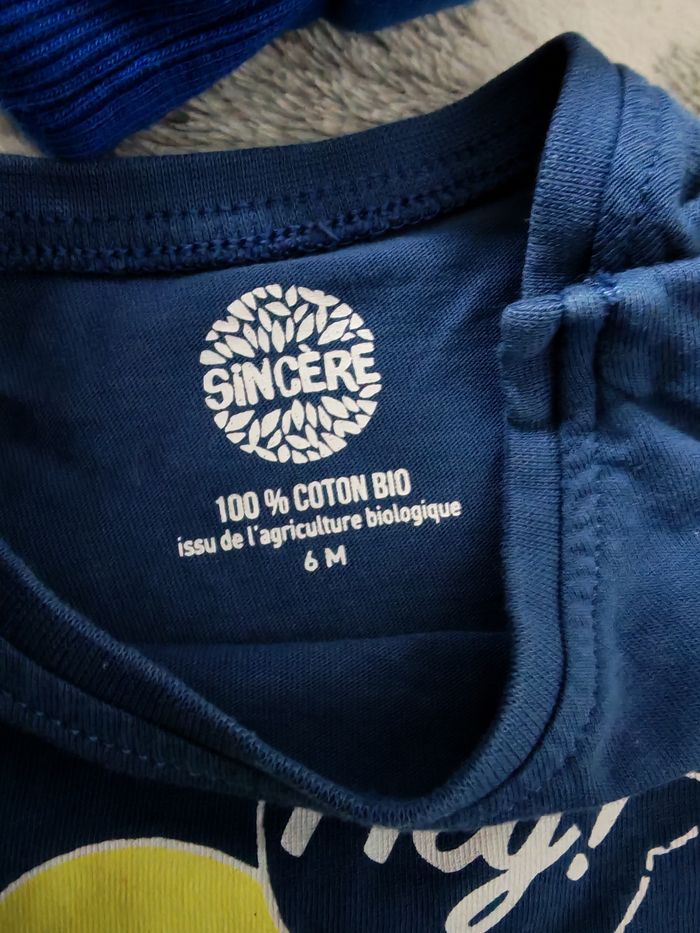 SiNCÈRE
100 % COTON BIO
issu de l'agriculture biologique
6 M